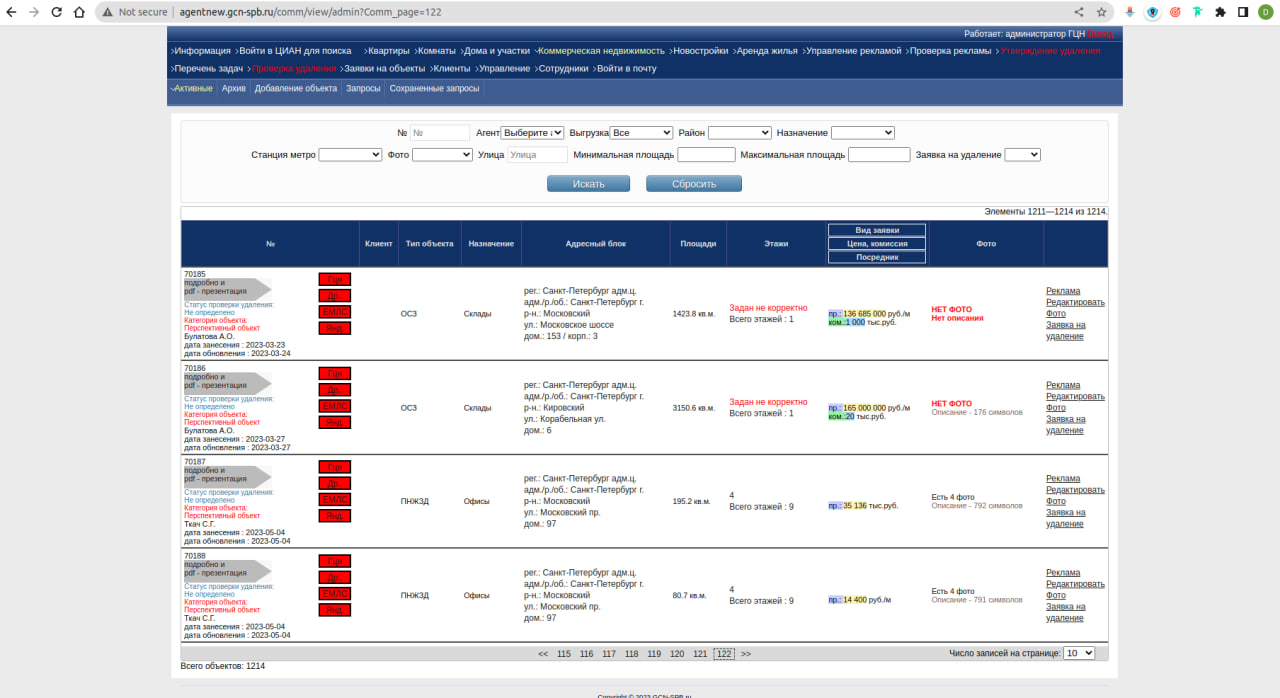 Not secure | agentnew.gcn-spb.ru/comm/view/admin?Comm_page=122
D
Работает: администратор ГЦН Выход
›Информация ›Войти в ЦИАН для поиска ›Квартиры ›Комнаты ›Дома и участки ⌄Коммерческая недвижимость ›Новостройки ›Аренда жилья ›Управление рекламой ›Проверка рекламы ›Утверждение удаления
›Перечень задач ›Проверка удаления ›Заявки на объекты ›Клиенты ›Управление ›Сотрудники ›Войти в почту
⌄Активные Архив Добавление объекта Запросы Сохраненные запросы
№ № Агент Выберите Выгрузка Все Район Назначение
Станция метро Фото Улица Улица Минимальная площадь Максимальная площадь Заявка на удаление
Искать Сбросить
Элементы 1211—1214 из 1214.
№ Клиент Тип объекта Назначение Адресный блок Площади Этажи Вид заявки Фото
Цена, комиссия
Посредник
70185
подробно и
pdf - презентация
Статус проверки удаления:
Не определено
Категория объекта:
Перспективный объект
Булатова А.О.
дата занесения : 2023-03-23
дата обновления : 2023-03-24
Гцн
Др.
ЕМЛС
Янд
ОСЗ
Склады
рег.: Санкт-Петербург адм.ц.
адм./р./об.: Санкт-Петербург г.
р-н.: Московский
ул.: Московское шоссе
дом.: 153 / корп.: 3
1423.8 кв.м.
Задан не корректно
Всего этажей : 1
пр.: 136 685 000 руб./м
ком.:1 000 тыс.руб.
НЕТ ФОТО
Нет описания
Реклама
Редактировать
Фото
Заявка на
удаление
70186
подробно и
pdf - презентация
Статус проверки удаления:
Не определено
Категория объекта:
Перспективный объект
Булатова А.О.
дата занесения : 2023-03-27
дата обновления : 2023-03-27
Гцн
Др.
ЕМЛС
Янд
ОСЗ
Склады
рег.: Санкт-Петербург адм.ц.
адм./р./об.: Санкт-Петербург г.
р-н.: Кировский
ул.: Корабельная ул.
дом.: 6
3150.6 кв.м.
Задан не корректно
Всего этажей : 1
пр.: 165 000 000 руб./м
ком.:20 тыс.руб.
НЕТ ФОТО
Описание - 176 символов
Реклама
Редактировать
Фото
Заявка на
удаление
70187
подробно и
pdf - презентация
Статус проверки удаления:
Не определено
Категория объекта:
Перспективный объект
Ткач С.Г.
дата занесения : 2023-05-04
дата обновления : 2023-05-04
Гцн
Др.
ЕМЛС
Янд
ПНЖЗД
Офисы
рег.: Санкт-Петербург адм.ц.
адм./р./об.: Санкт-Петербург г.
р-н.: Московский
ул.: Московский пр.
дом.: 97
195.2 кв.м.
4
Всего этажей : 9
пр.: 35 136 тыс.руб.
Есть 4 фото
Описание - 792 символов
Реклама
Редактировать
Фото
Заявка на
удаление
70188
подробно и
pdf - презентация
Статус проверки удаления:
Не определено
Категория объекта:
Перспективный объект
Ткач С.Г.
дата занесения : 2023-05-04
дата обновления : 2023-05-04
Гцн
Др.
ЕМЛС
Янд
ПНЖЗД
Офисы
рег.: Санкт-Петербург адм.ц.
адм./р./об.: Санкт-Петербург г.
р-н.: Московский
ул.: Московский пр.
дом.: 97
80.7 кв.м.
4
Всего этажей : 9
пр.: 14 400 руб./м
Есть 4 фото
Описание - 791 символов
Реклама
Редактировать
Фото
Заявка на
удаление
<< 115 116 117 118 119 120 121 122 >> Число записей на странице: 10
Всего объектов: 1214
Copyright © 2023 GCN-SPB.ru